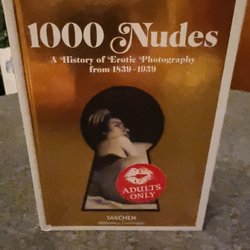 1000 Nudes
A History of Erotic Photography
from 1839-1939
ADULTS
ONLY
TASCHEN